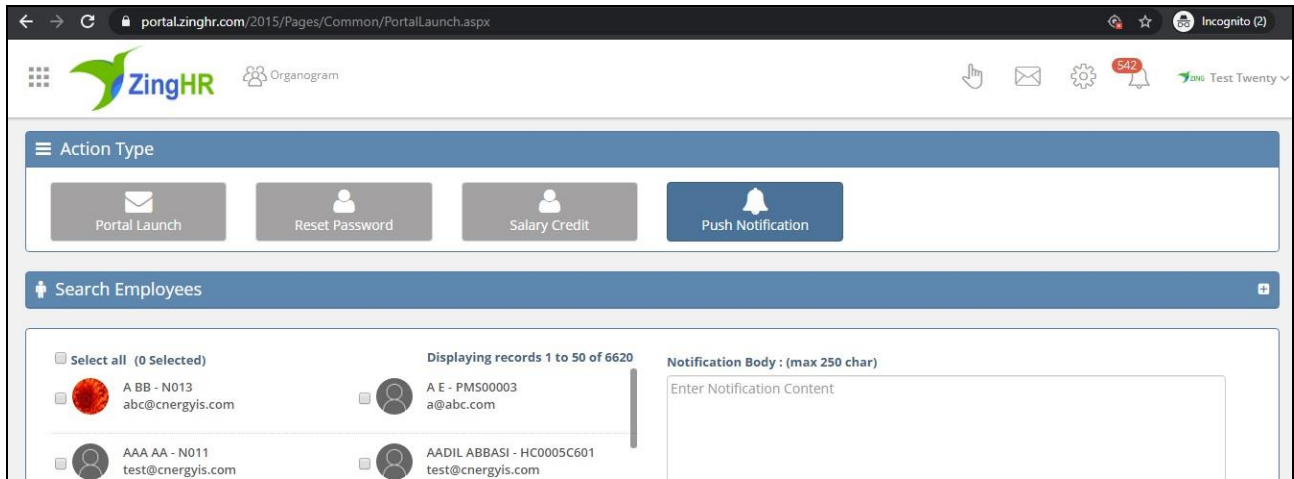 portal.zinghr.com/2015/Pages/Common/PortalLaunch.aspx
Incognito (2)
ZingHR
Organogram
542
ZING Test Twenty
Action Type
Portal Launch
Reset Password
Salary Credit
Push Notification
Search Employees
Select all (0 Selected)
Displaying records 1 to 50 of 6620
A BB - N013
abc@cnergyis.com
A E - PMS00003
a@abc.com
AAA AA - N011
test@cnergyis.com
AADIL ABBASI - HC0005C601
test@cnergyis.com
Notification Body : (max 250 char)
Enter Notification Content